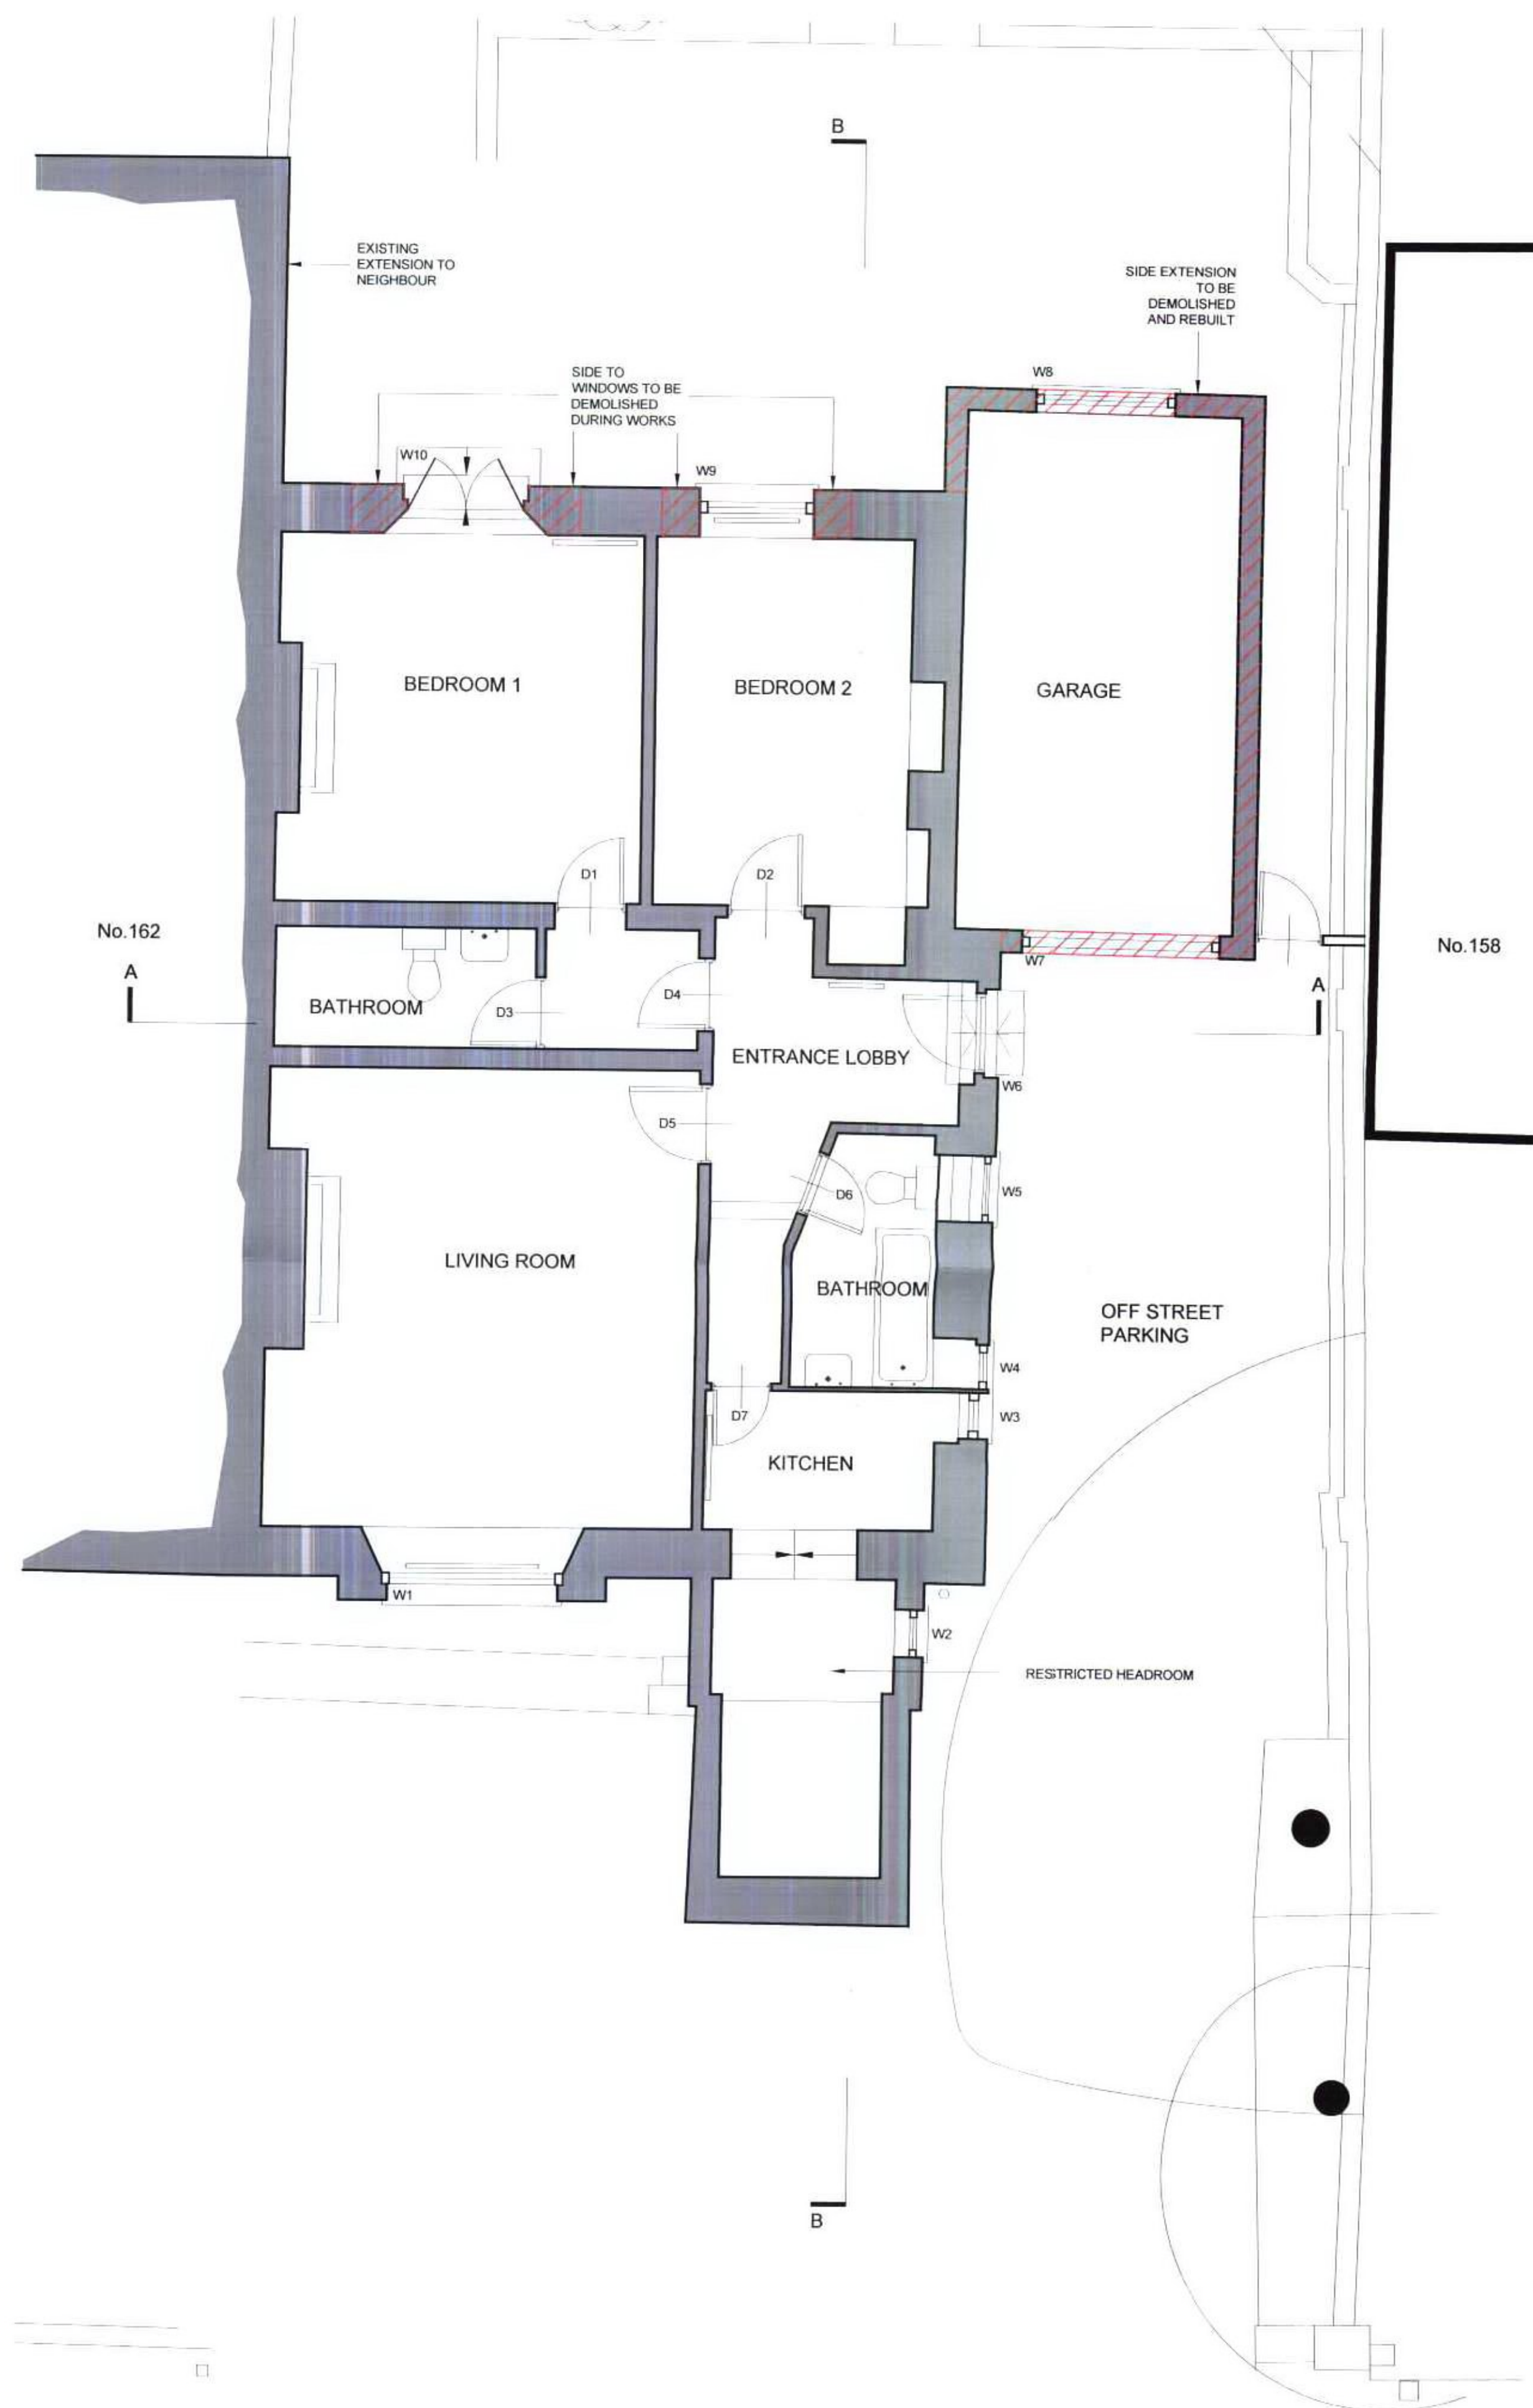 B
EXISTING
EXTENSION TO
NEIGHBOUR
SIDE EXTENSION
TO BE
DEMOLISHED
AND REBUILT
SIDE TO
WINDOWS TO BE
DEMOLISHED
DURING WORKS
W8
W10
W9
BEDROOM 1
BEDROOM 2
GARAGE
D1
D2
No.162
No.158
A
W7
A
BATHROOM
D3
D4
ENTRANCE LOBBY
W6
D5
D6
W5
LIVING ROOM
BATHROOM
OFF STREET
PARKING
W4
D7
W3
KITCHEN
W1
W2
RESTRICTED HEADROOM
B